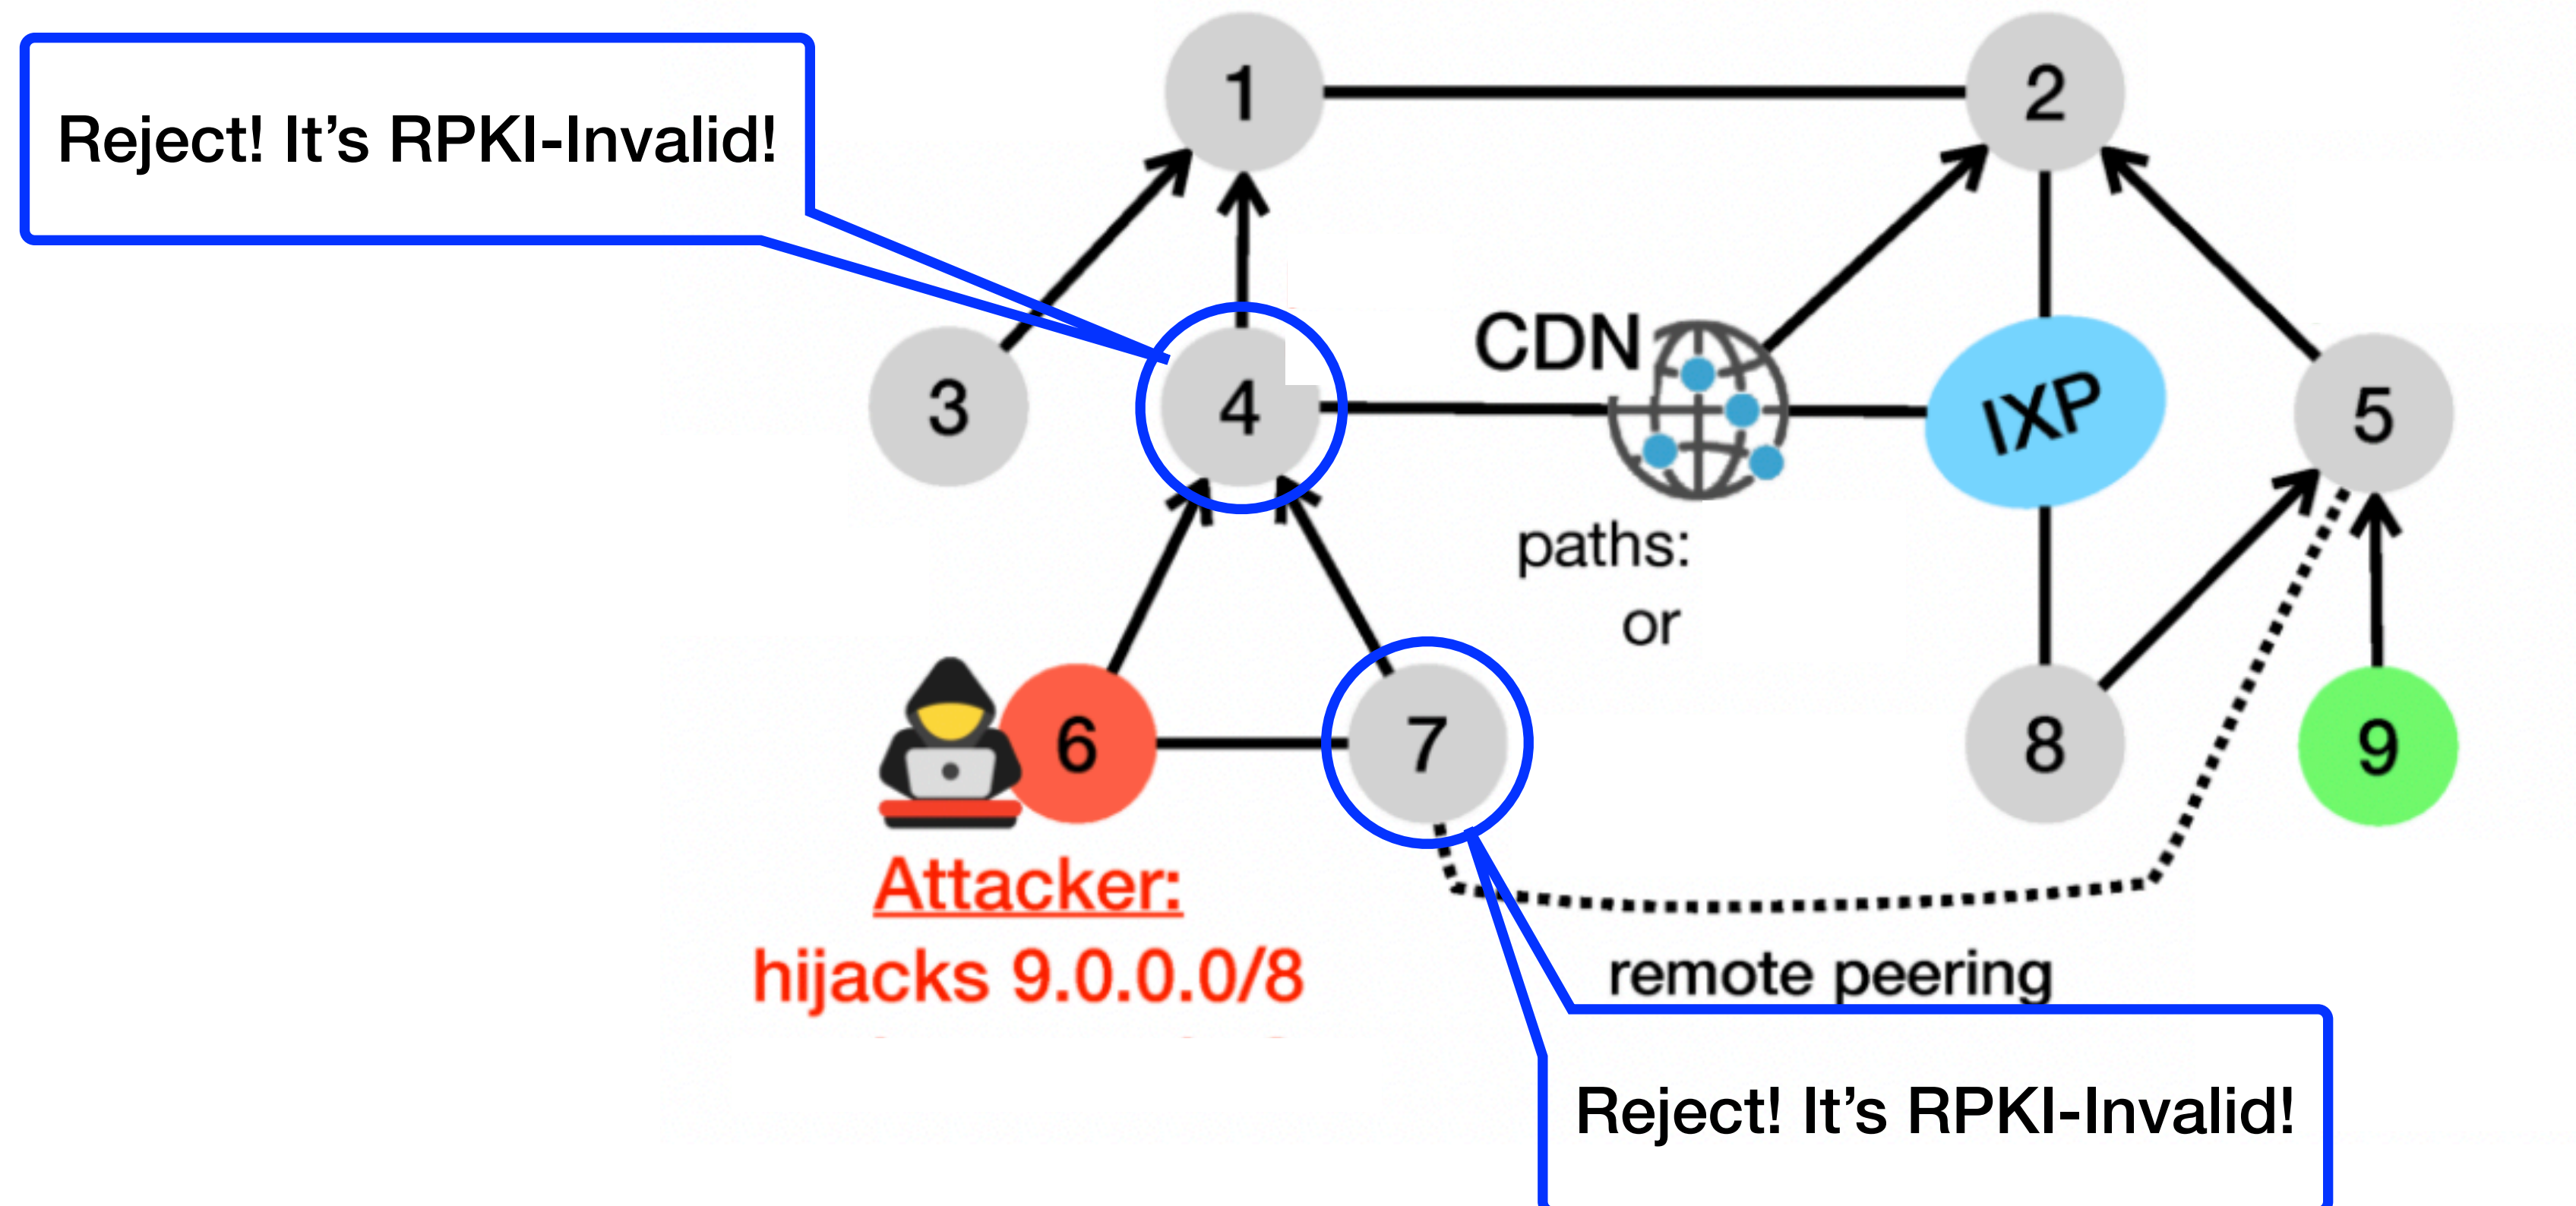 Reject! It’s RPKI-Invalid!
1
2
3
4
CDN
IXP
5
paths:
or
6
7
8
9
Attacker:
hijacks 9.0.0.0/8
remote peering
Reject! It’s RPKI-Invalid!